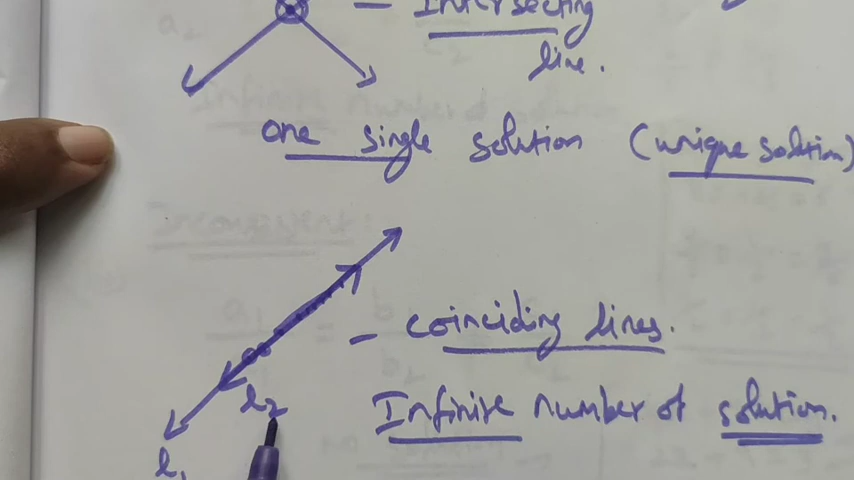 – Intersecting
line.
one single solution (unique solution)
– coinciding lines.
l2
Infinite number of solution.
l1